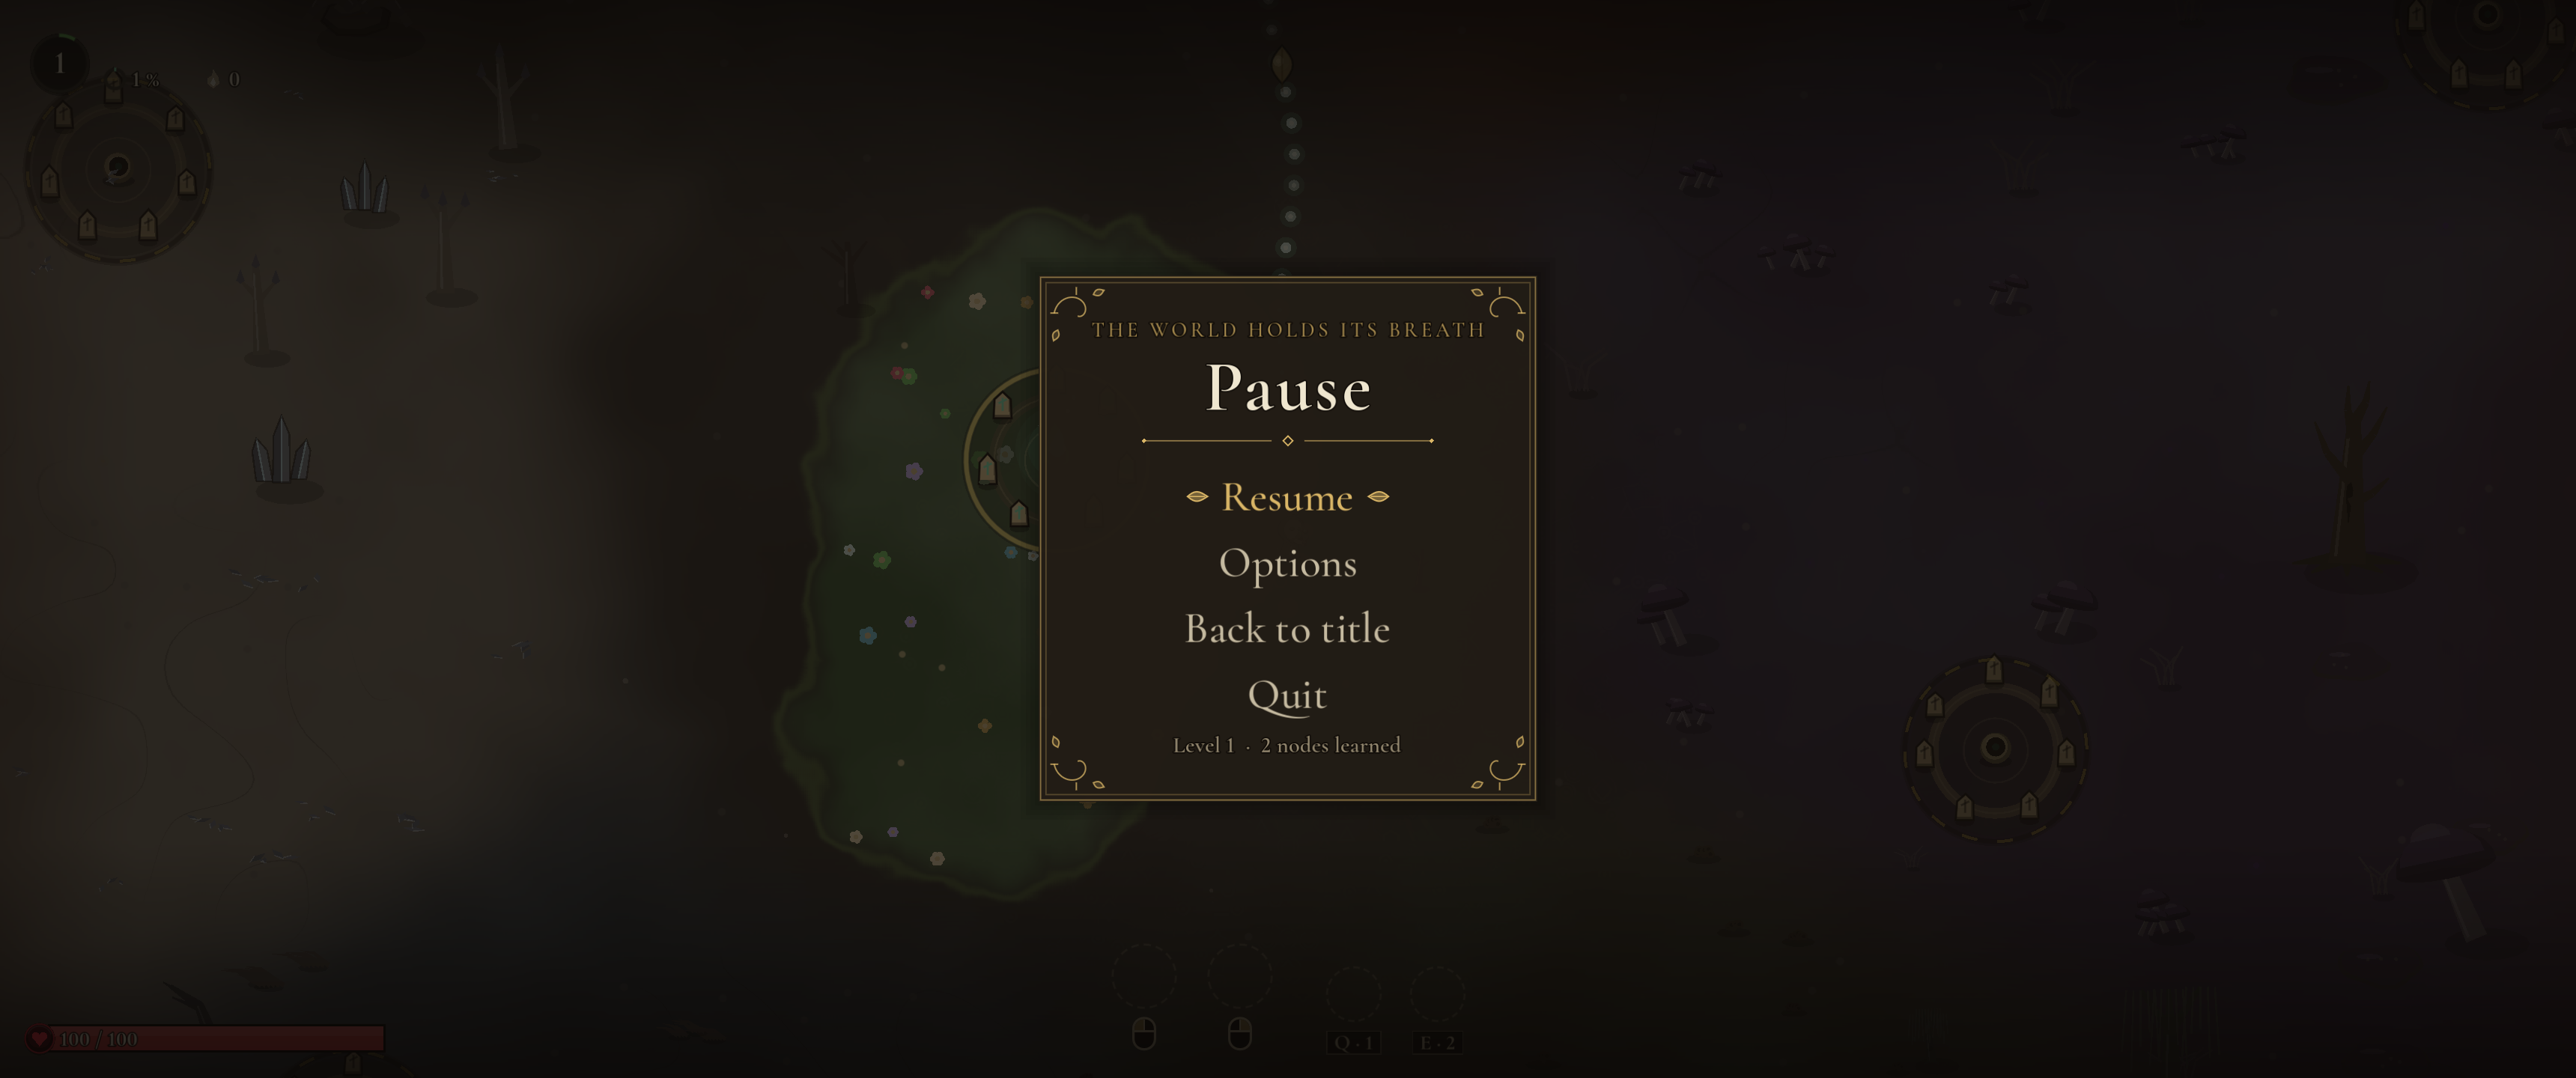 1
1 %
0
THE WORLD HOLDS ITS BREATH
Pause
Resume
Options
Back to title
Quit
Level 1 · 2 nodes learned
100 / 100
Q · 1
E · 2